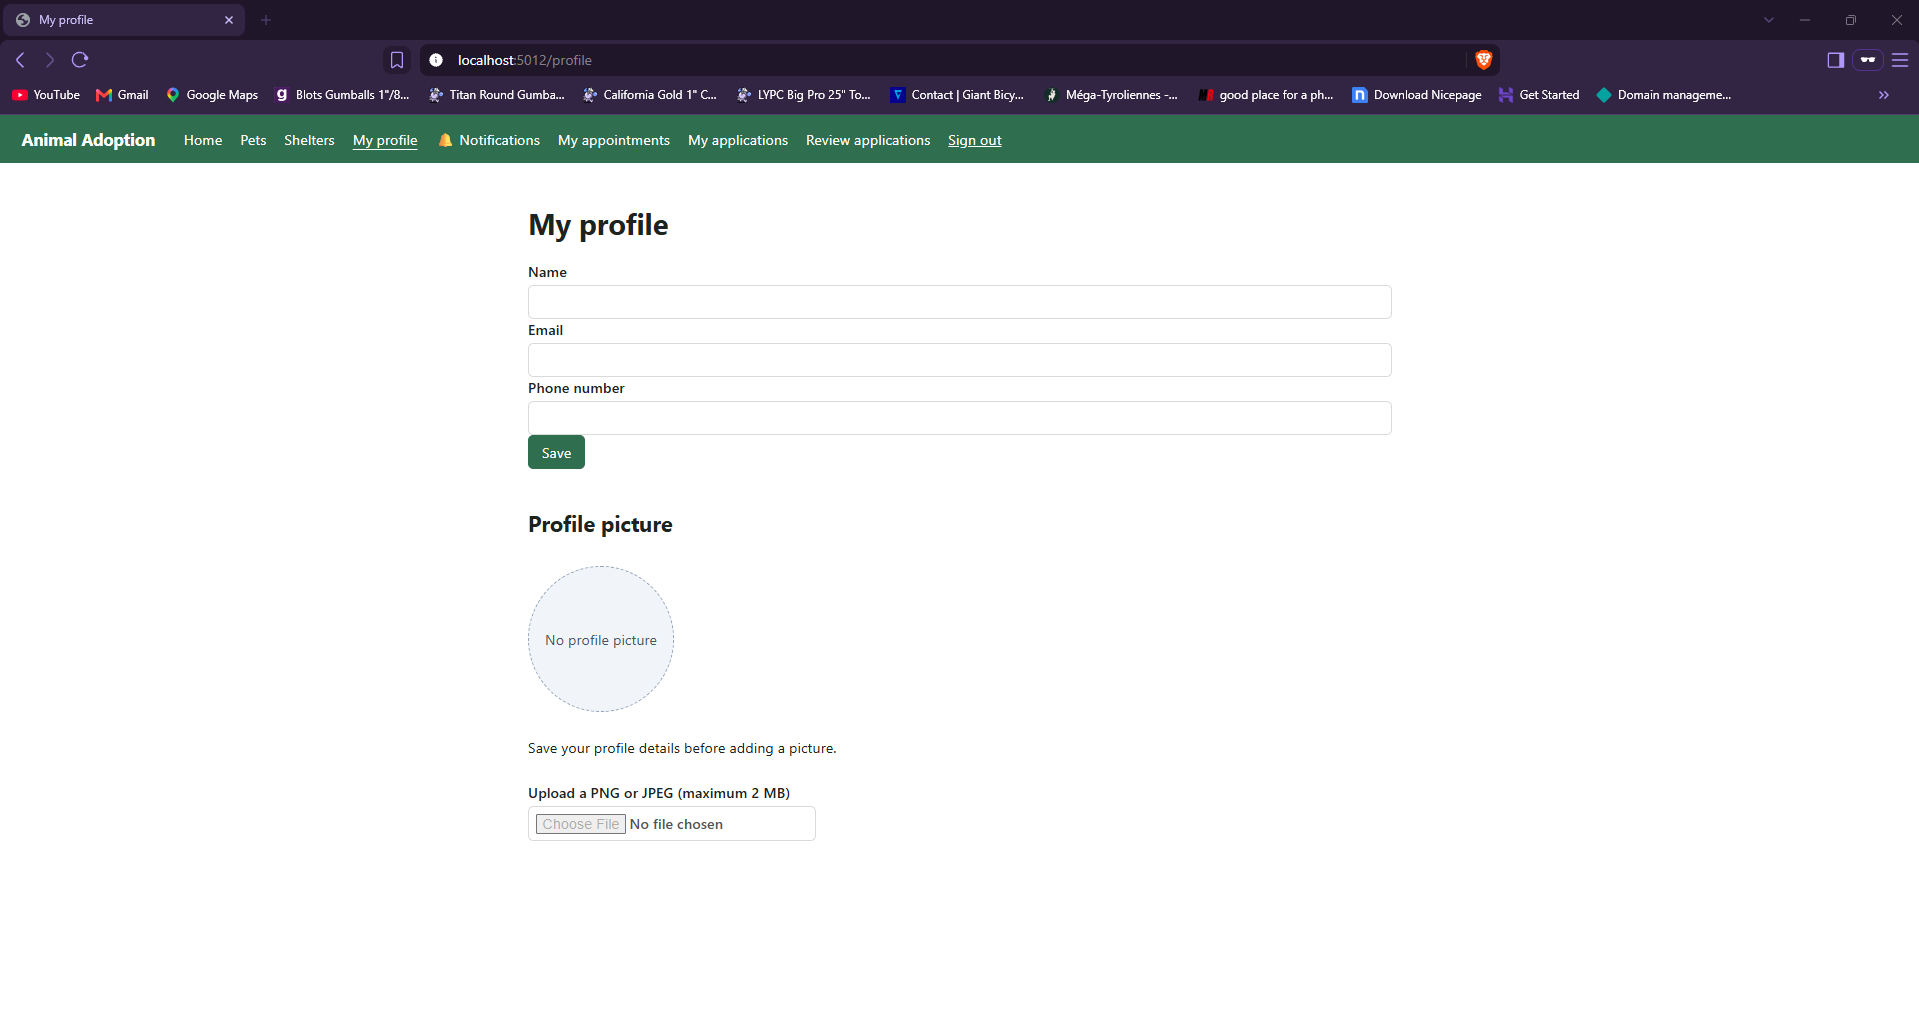 My profile
localhost:5012/profile
YouTube Gmail Google Maps Blots Gumballs 1"/8... Titan Round Gumba... California Gold 1" C... LYPC Big Pro 25" To... Contact | Giant Bicy... Méga-Tyroliennes -... good place for a ph... Download Nicepage Get Started Domain manageme...
Animal Adoption Home Pets Shelters My profile Notifications My appointments My applications Review applications Sign out
My profile
Name
Email
Phone number
Save
Profile picture
No profile picture
Save your profile details before adding a picture.
Upload a PNG or JPEG (maximum 2 MB)
Choose File No file chosen